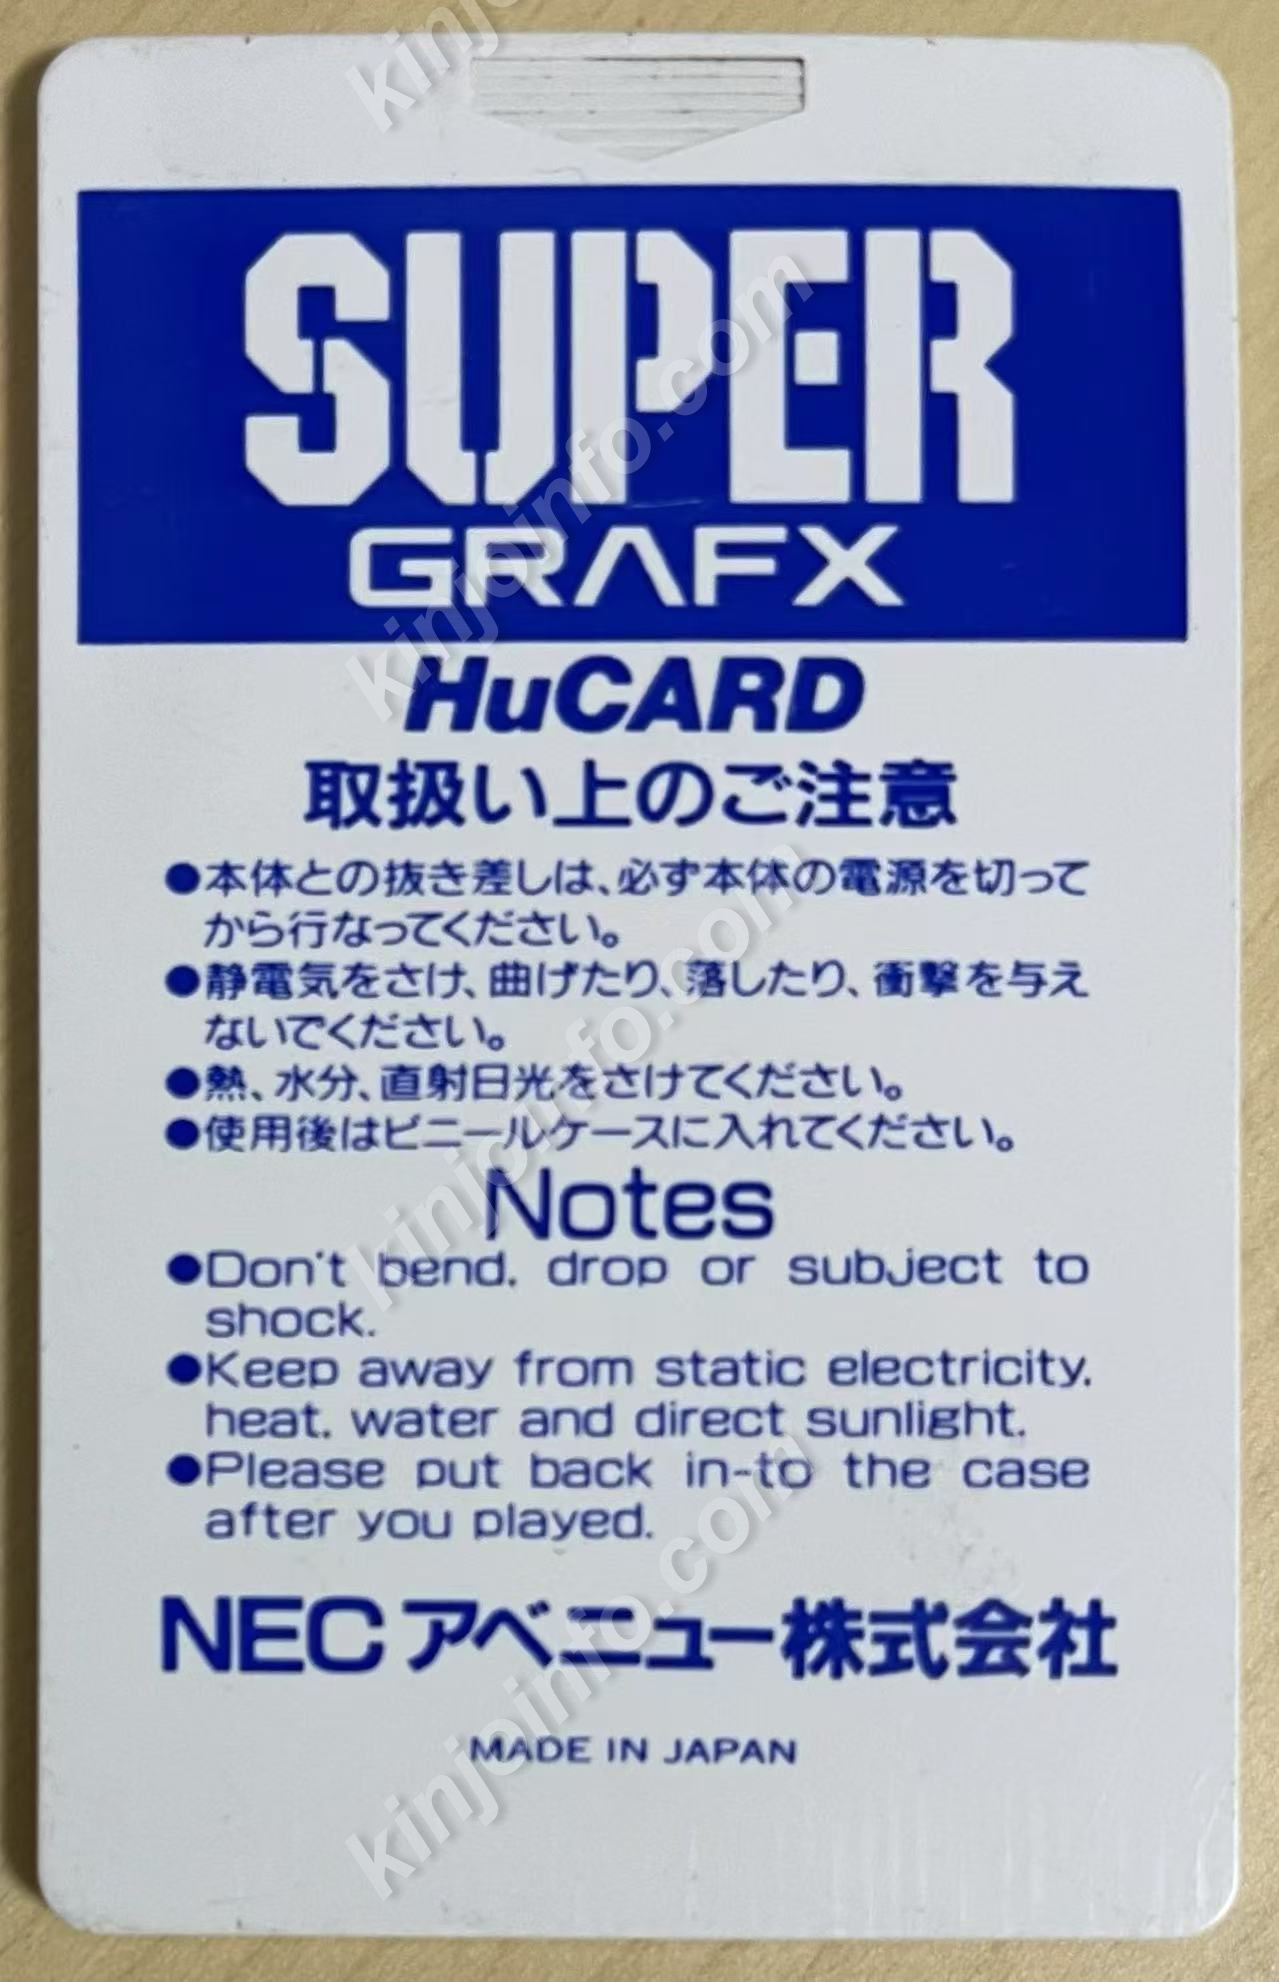 SUPER
GRAFX
HuCARD
取扱い上のご注意
●本体との抜き差しは、必ず本体の電源を切って
から行なってください。
●静電気をさけ、曲げたり、落したり、衝撃を与え
ないでください。
●熱、水分、直射日光をさけてください。
●使用後はビニールケースに入れてください。
Notes
●Don't bend, drop or subject to
shock.
●Keep away from static electricity,
heat, water and direct sunlight.
●Please put back in-to the case
after you played.
NECアベニュー株式会社
MADE IN JAPAN
kinjoinfo.com
kinjoinfo.com
kinjoinfo.com